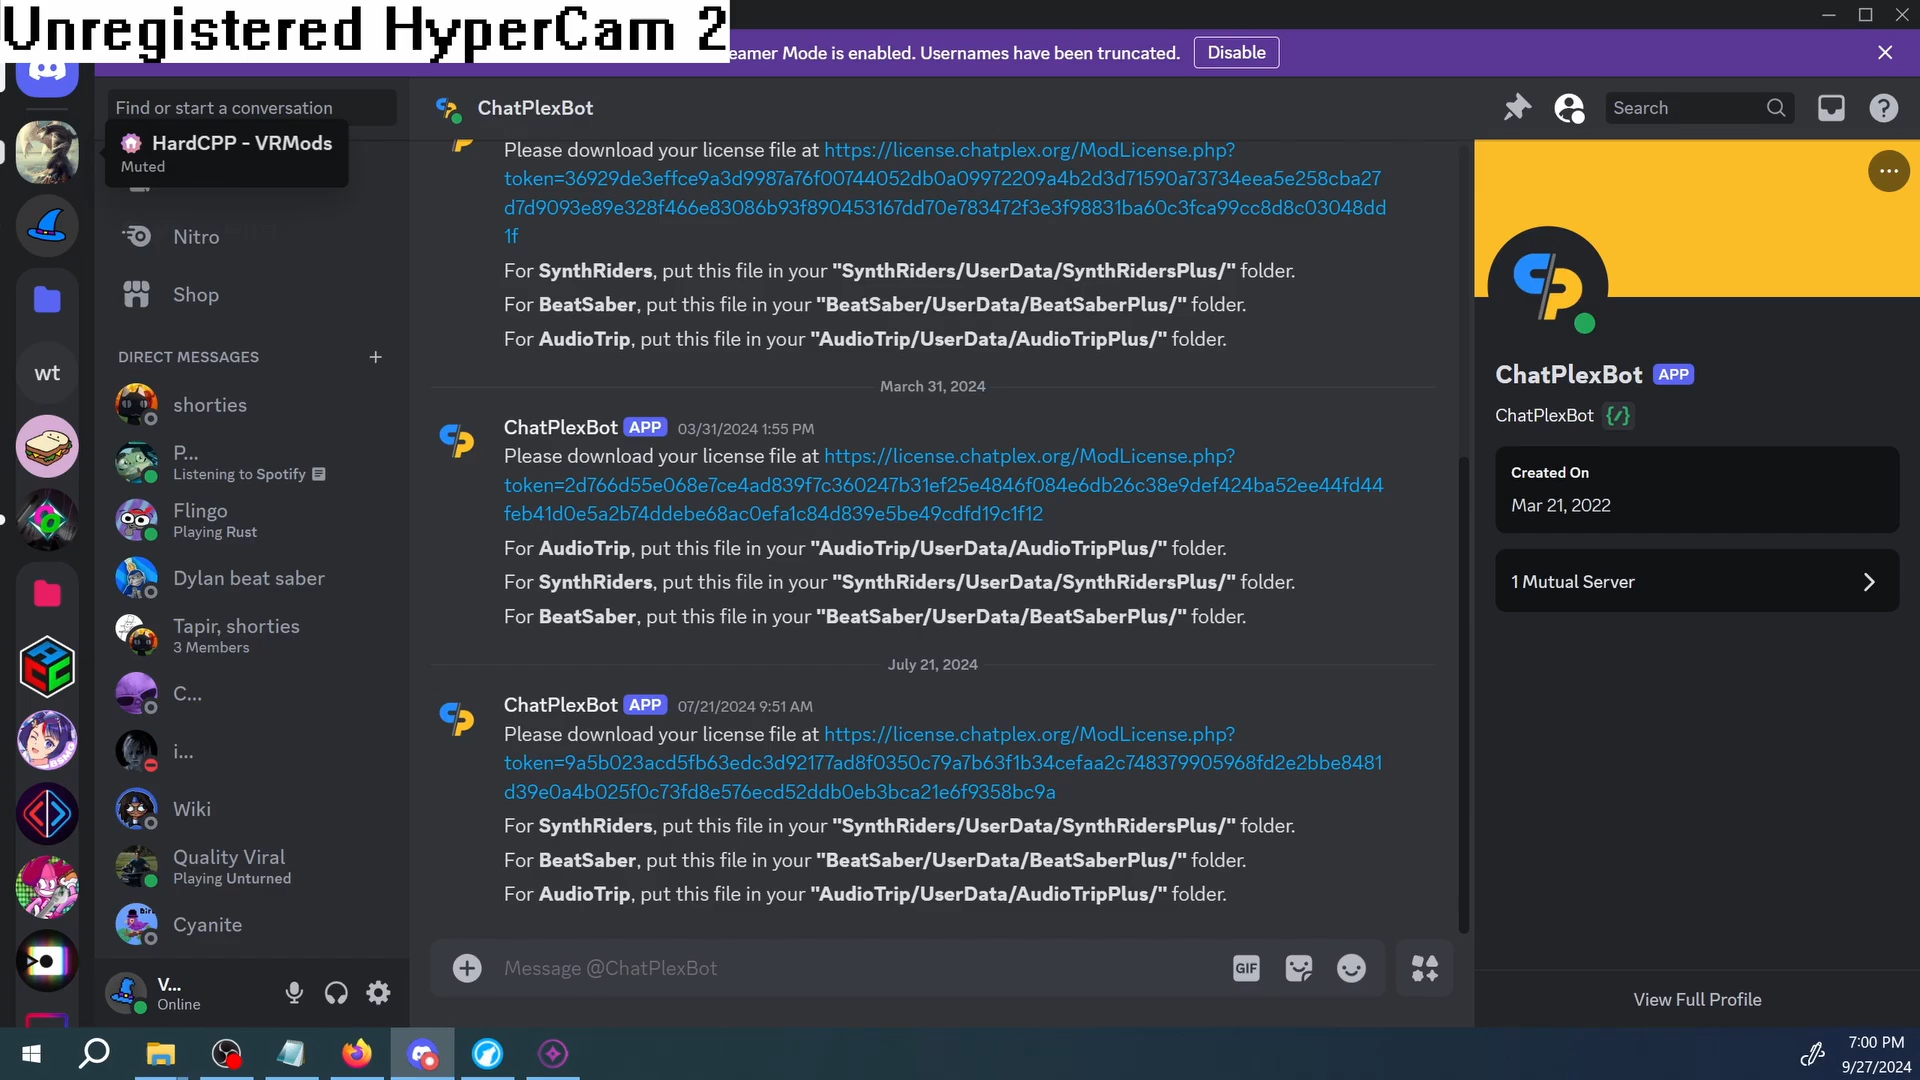 Unregistered HyperCam 2
eamer Mode is enabled. Usernames have been truncated.
Disable
Find or start a conversation
HardCPP - VRMods
Muted
Nitro
Shop
DIRECT MESSAGES
shorties
P...
Listening to Spotify
Flingo
Playing Rust
Dylan beat saber
Tapir, shorties
3 Members
C...
i...
Wiki
Quality Viral
Playing Unturned
Cyanite
V...
Online
wt
ChatPlexBot
Search
Please download your license file at https://license.chatplex.org/ModLicense.php?
token=36929de3effce9a3d9987a76f00744052db0a09972209a4b2d3d71590a73734eea5e258cba27
d7d9093e89e328f466e83086b93f890453167dd70e783472f3e3f98831ba60c3fca99cc8d8c03048dd
1f
For SynthRiders, put this file in your "SynthRiders/UserData/SynthRidersPlus/" folder.
For BeatSaber, put this file in your "BeatSaber/UserData/BeatSaberPlus/" folder.
For AudioTrip, put this file in your "AudioTrip/UserData/AudioTripPlus/" folder.
March 31, 2024
ChatPlexBot APP 03/31/2024 1:55 PM
Please download your license file at https://license.chatplex.org/ModLicense.php?
token=2d766d55e068e7ce4ad839f7c360247b31ef25e4846f084e6db26c38e9def424ba52ee44fd44
feb41d0e5a2b74ddebe68ac0efa1c84d839e5be49cdfd19c1f12
For AudioTrip, put this file in your "AudioTrip/UserData/AudioTripPlus/" folder.
For SynthRiders, put this file in your "SynthRiders/UserData/SynthRidersPlus/" folder.
For BeatSaber, put this file in your "BeatSaber/UserData/BeatSaberPlus/" folder.
July 21, 2024
ChatPlexBot APP 07/21/2024 9:51 AM
Please download your license file at https://license.chatplex.org/ModLicense.php?
token=9a5b023acd5fb63edc3d92177ad8f0350c79a7b63f1b34cefaa2c748379905968fd2e2bbe8481
d39e0a4b025f0c73fd8e576ecd52ddb0eb3bca21e6f9358bc9a
For SynthRiders, put this file in your "SynthRiders/UserData/SynthRidersPlus/" folder.
For BeatSaber, put this file in your "BeatSaber/UserData/BeatSaberPlus/" folder.
For AudioTrip, put this file in your "AudioTrip/UserData/AudioTripPlus/" folder.
Message @ChatPlexBot
GIF
ChatPlexBot APP
ChatPlexBot
Created On
Mar 21, 2022
1 Mutual Server
View Full Profile
7:00 PM
9/27/2024